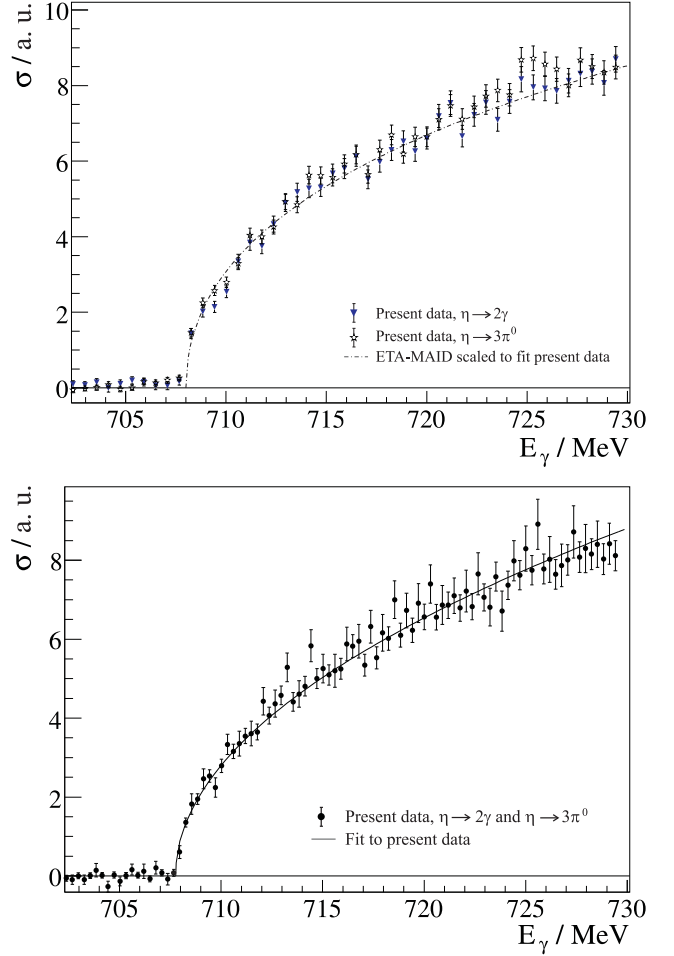 σ / a. u.
10
8
6
4
2
0
Present data, η→2γ
Present data, η→3π⁰
ETA-MAID scaled to fit present data
705 710 715 720 725 730
E_γ / MeV
σ / a. u.
8
6
4
2
0
Present data, η→2γ and η→3π⁰
Fit to present data
705 710 715 720 725 730
E_γ / MeV